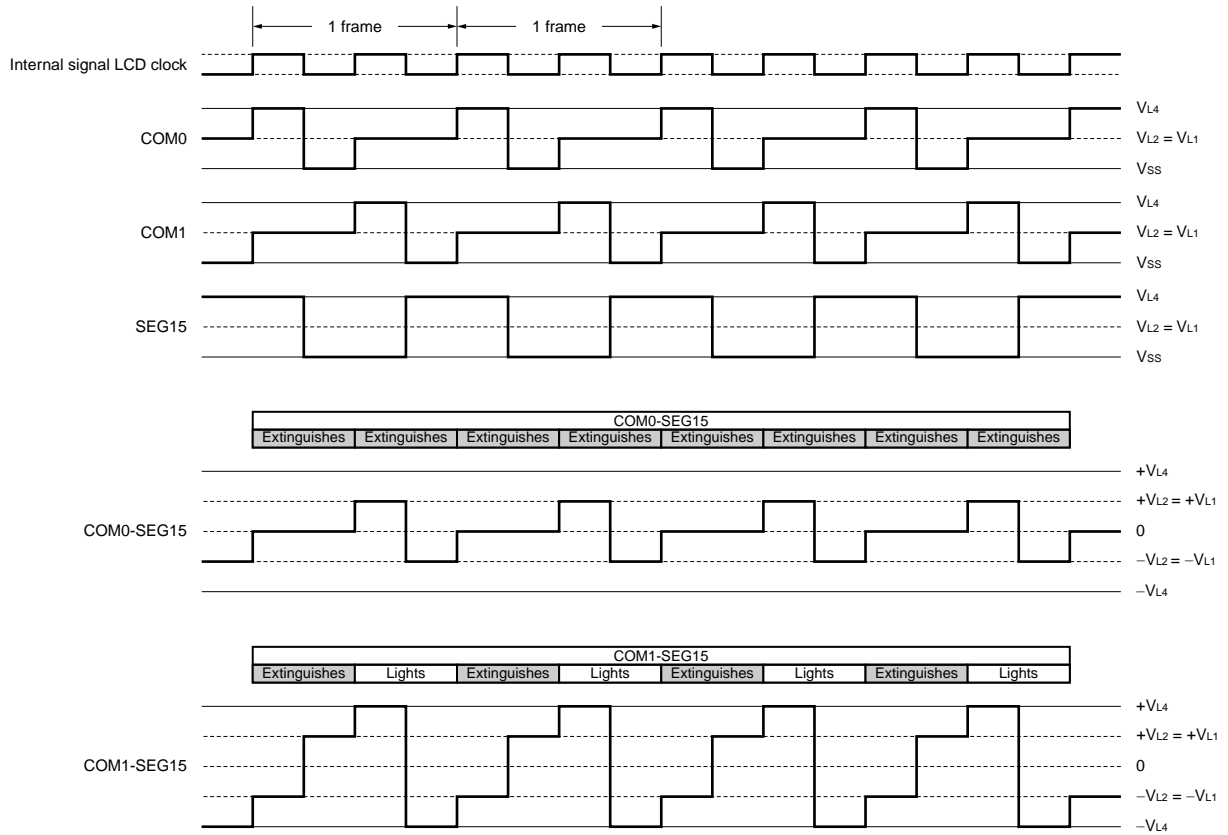 1 frame 1 frame
Internal signal LCD clock
VL4
COM0 VL2 = VL1
VSS
VL4
COM1 VL2 = VL1
VSS
VL4
SEG15 VL2 = VL1
VSS
COM0-SEG15
Extinguishes Extinguishes Extinguishes Extinguishes Extinguishes Extinguishes Extinguishes Extinguishes
+VL4
+VL2 = +VL1
COM0-SEG15 0
−VL2 = −VL1
−VL4
COM1-SEG15
Extinguishes Lights Extinguishes Lights Extinguishes Lights Extinguishes Lights
+VL4
+VL2 = +VL1
COM1-SEG15 0
−VL2 = −VL1
−VL4